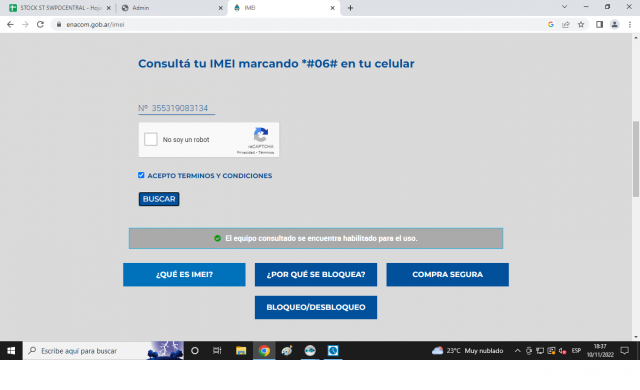 STOCK ST SWPOCENTRAL - Hoja
Admin
IMEI
enacom.gob.ar/imei
Consultá tu IMEI marcando *#06# en tu celular
Nº 355319083134
No soy un robot
reCAPTCHA
Privacidad - Términos
ACEPTO TERMINOS Y CONDICIONES
BUSCAR
El equipo consultado se encuentra habilitado para el uso.
¿QUÉ ES IMEI?
¿POR QUÉ SE BLOQUEA?
COMPRA SEGURA
BLOQUEO/DESBLOQUEO
Escribe aquí para buscar
23°C Muy nublado
ESP
18:37
10/11/2022